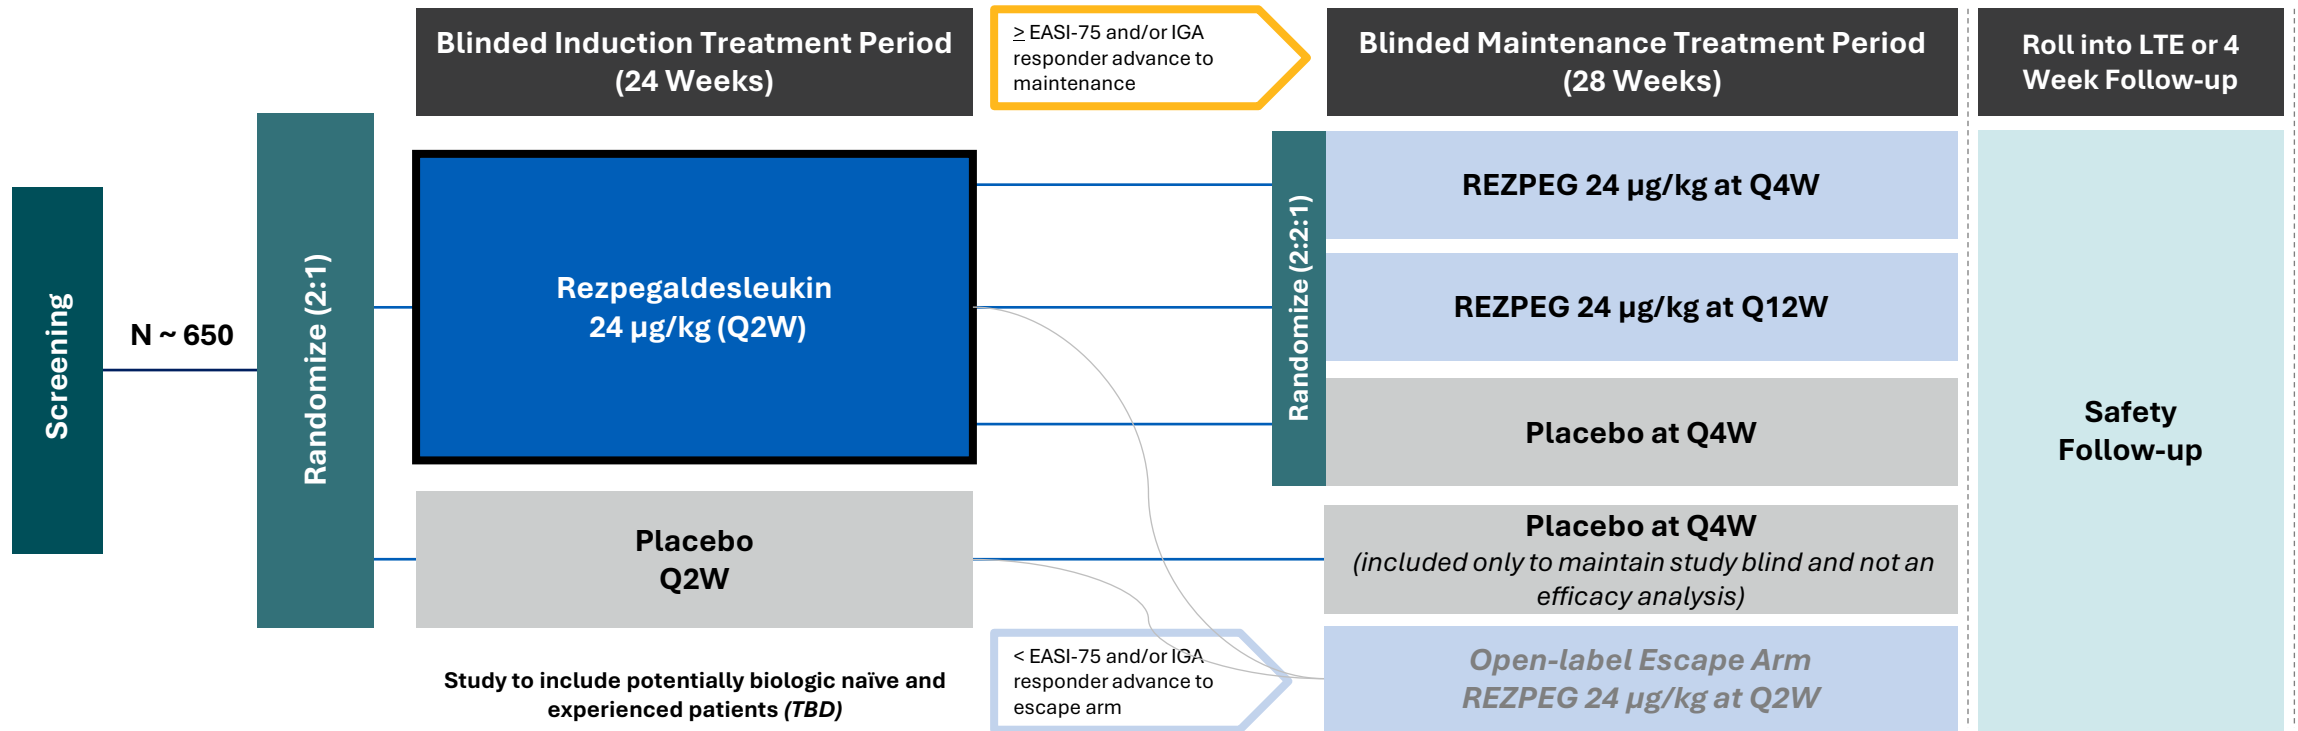 Screening
N ~ 650
Randomize (2:1)
Blinded Induction Treatment Period
(24 Weeks)
Rezpegaldesleukin
24 µg/kg (Q2W)
Placebo
Q2W
Study to include potentially biologic naïve and
experienced patients (TBD)
≥ EASI-75 and/or IGA
responder advance to
maintenance
< EASI-75 and/or IGA
responder advance to
escape arm
Randomize (2:2:1)
Blinded Maintenance Treatment Period
(28 Weeks)
REZPEG 24 µg/kg at Q4W
REZPEG 24 µg/kg at Q12W
Placebo at Q4W
Placebo at Q4W
(included only to maintain study blind and not an
efficacy analysis)
Open-label Escape Arm
REZPEG 24 µg/kg at Q2W
Roll into LTE or 4
Week Follow-up
Safety
Follow-up